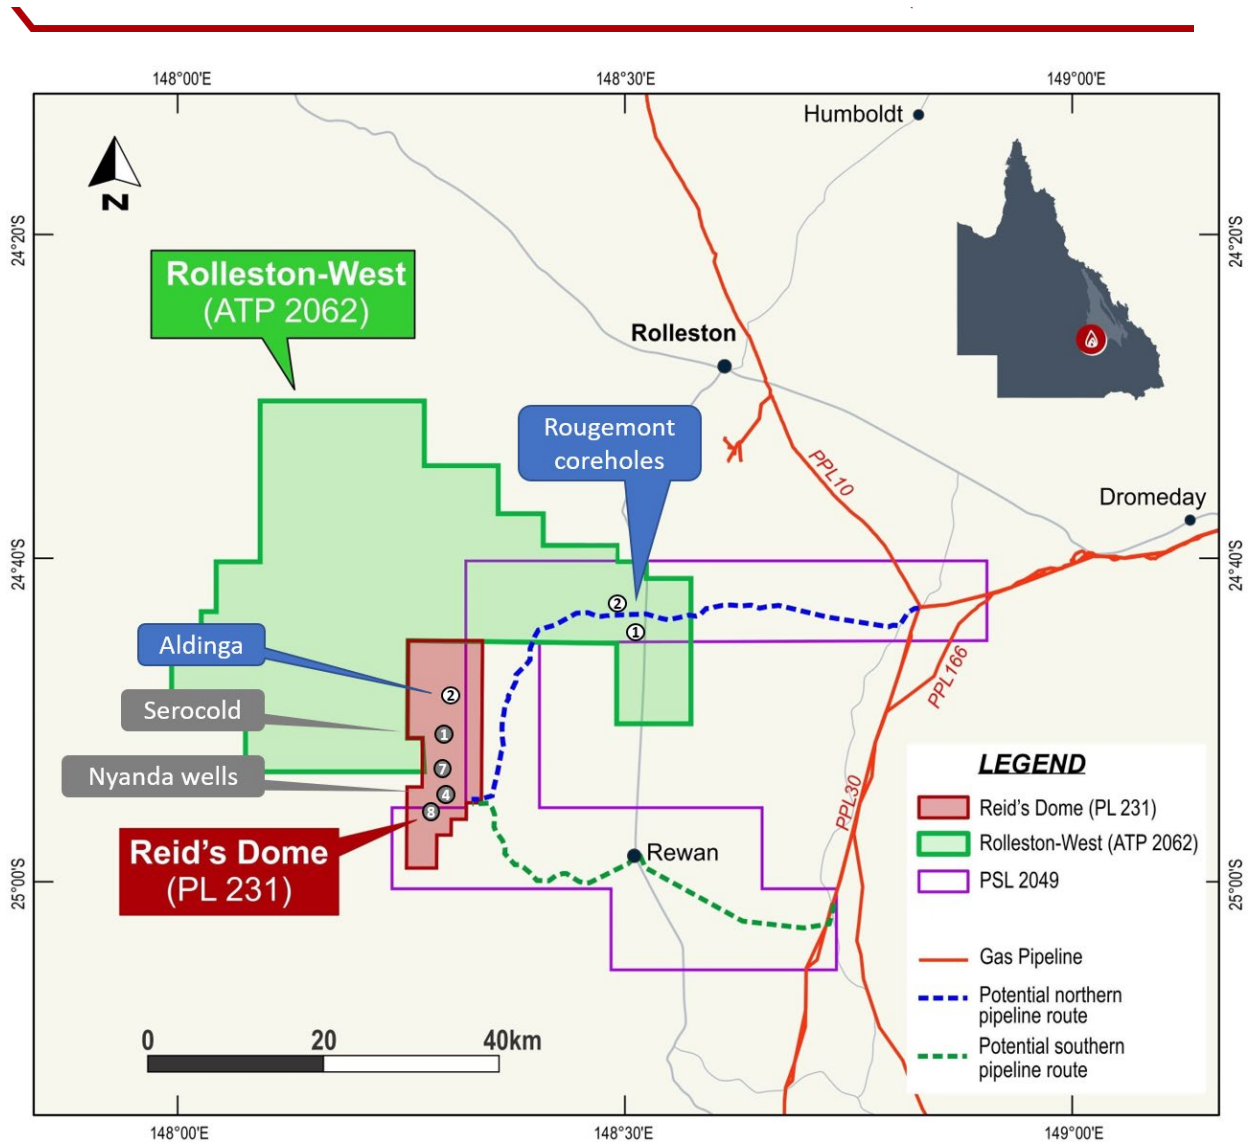 148°00'E
148°30'E
149°00'E
Humboldt
N
24°20'S
24°20'S
Rolleston-West
(ATP 2062)
Rolleston
Rougemont
coreholes
PPL10
Dromeday
24°40'S
24°40'S
2
1
Aldinga
2
Serocold
1
PPL166
Nyanda wells
7
4
8
PPL30
Reid's Dome
(PL 231)
Rewan
25°00'S
25°00'S
LEGEND
Reid's Dome (PL 231)
Rolleston-West (ATP 2062)
PSL 2049
Gas Pipeline
Potential northern
pipeline route
Potential southern
pipeline route
0 20 40km
148°00'E
148°30'E
149°00'E